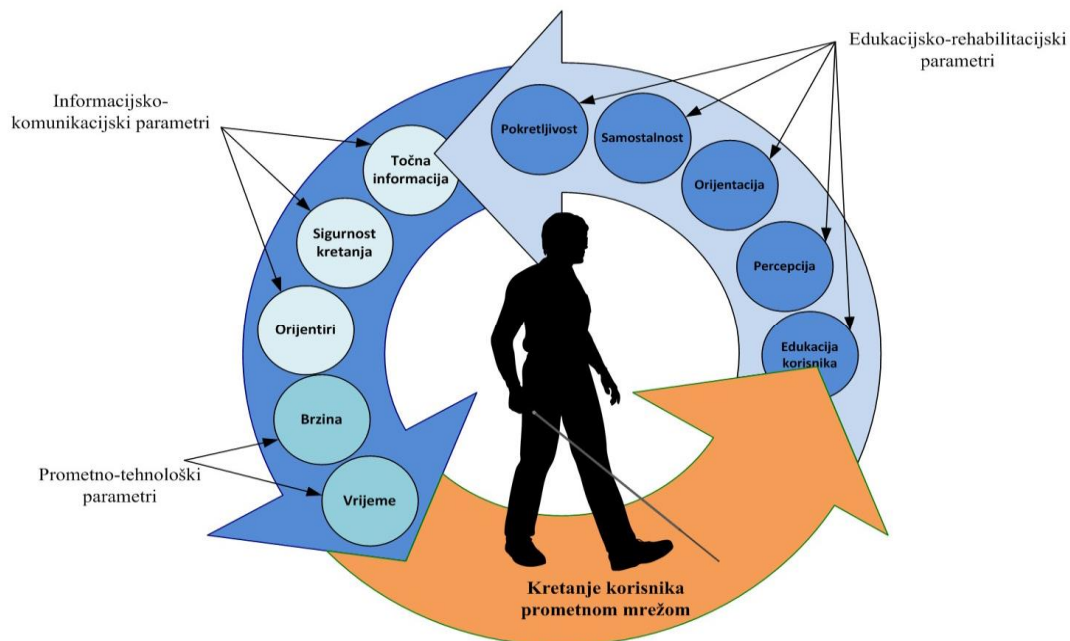 Edukacijsko-rehabilitacijski
parametri
Informacijsko-
komunikacijski parametri
Pokretljivost
Samostalnost
Točna
informacija
Orijentacija
Sigurnost
kretanja
Percepcija
Orijentiri
Edukacija
korisnika
Brzina
Prometno-tehnološki
parametri
Vrijeme
Kretanje korisnika
prometnom mrežom